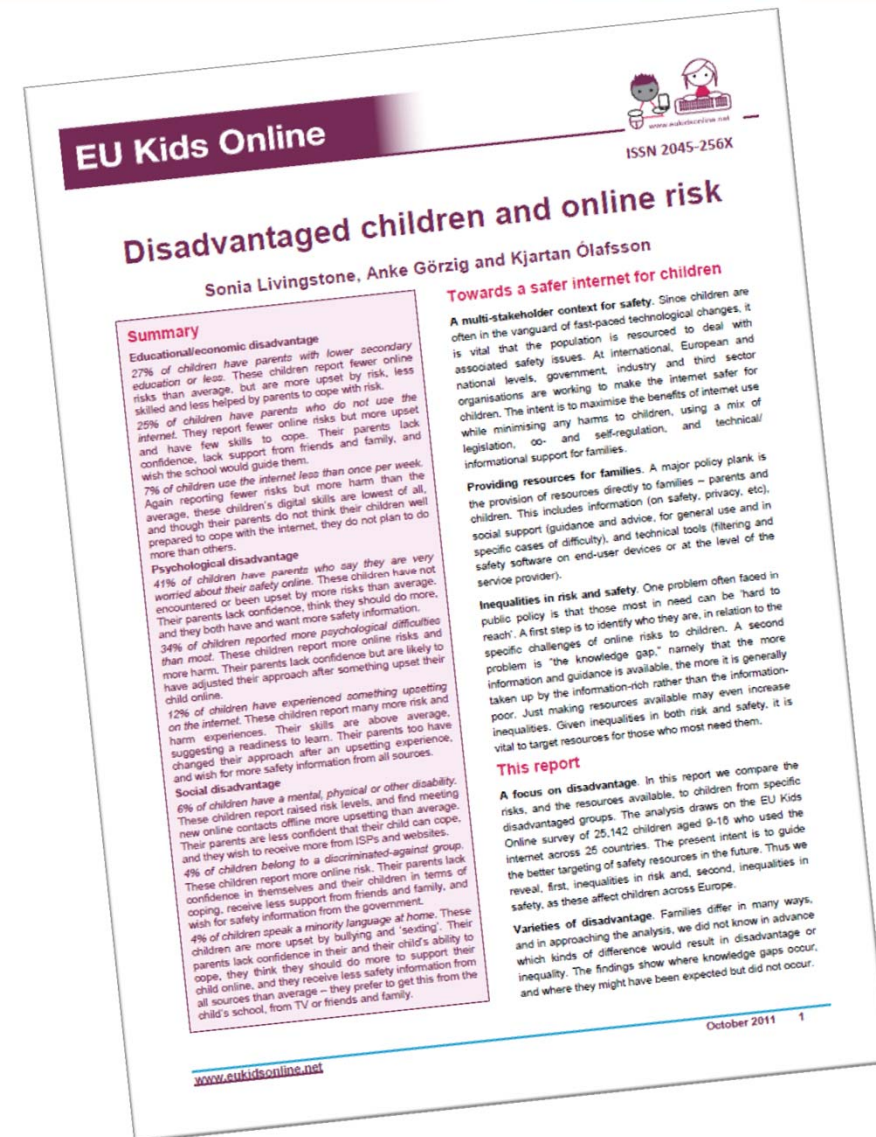 EU Kids Online
www.eukidsonline.net
ISSN 2045-256X
Disadvantaged children and online risk
Sonia Livingstone, Anke Görzig and Kjartan Ólafsson
Summary
Educational/economic disadvantage
27% of children have parents with lower secondary
education or less. These children report fewer online
risks than average, but are more upset by risk, less
skilled and less helped by parents to cope with risk.
25% of children have parents who do not use the
internet. They report fewer online risks but more upset
and have few skills to cope. Their parents lack
confidence, lack support from friends and family, and
wish the school would guide them.
7% of children use the internet less than once per week.
Again reporting fewer risks but more harm than the
average, these children's digital skills are lowest of all,
and though their parents do not think their children well
prepared to cope with the internet, they do not plan to do
more than others.
Psychological disadvantage
41% of children have parents who say they are very
worried about their safety online. These children have not
encountered or been upset by more risks than average.
Their parents lack confidence, think they should do more,
and they both have and want more safety information.
34% of children reported more psychological difficulties
than most. These children report more online risks and
more harm. Their parents lack confidence but are likely to
have adjusted their approach after something upset their
child online.
12% of children have experienced something upsetting
on the internet. These children report many more risk and
harm experiences. Their skills are above average,
suggesting a readiness to learn. Their parents too have
changed their approach after an upsetting experience,
and wish for more safety information from all sources.
Social disadvantage
6% of children have a mental, physical or other disability.
These children report raised risk levels, and find meeting
new online contacts offline more upsetting than average.
Their parents are less confident that their child can cope,
and they wish to receive more from ISPs and websites.
4% of children belong to a discriminated-against group.
These children report more online risk. Their parents lack
confidence in themselves and their children in terms of
coping, receive less support from friends and family, and
wish for safety information from the government.
4% of children speak a minority language at home. These
children are more upset by bullying and 'sexting'. Their
parents lack confidence in their and their child's ability to
cope, they think they should do more to support their
child online, and they receive less safety information from
all sources than average – they prefer to get this from the
child's school, from TV or friends and family.
Towards a safer internet for children
A multi-stakeholder context for safety. Since children are
often in the vanguard of fast-paced technological changes, it
is vital that the population is resourced to deal with
associated safety issues. At international, European and
national levels, government, industry and third sector
organisations are working to make the internet safer for
children. The intent is to maximise the benefits of internet use
while minimising any harms to children, using a mix of
legislation, co- and self-regulation, and technical/
informational support for families.
Providing resources for families. A major policy plank is
the provision of resources directly to families – parents and
children. This includes information (on safety, privacy, etc),
social support (guidance and advice, for general use and in
specific cases of difficulty), and technical tools (filtering and
safety software on end-user devices or at the level of the
service provider).
Inequalities in risk and safety. One problem often faced in
public policy is that those most in need can be 'hard to
reach'. A first step is to identify who they are, in relation to the
specific challenges of online risks to children. A second
problem is "the knowledge gap," namely that the more
information and guidance is available, the more it is generally
taken up by the information-rich rather than the information-
poor. Just making resources available may even increase
inequalities. Given inequalities in both risk and safety, it is
vital to target resources for those who most need them.
This report
A focus on disadvantage. In this report we compare the
risks, and the resources available, to children from specific
disadvantaged groups. The analysis draws on the EU Kids
Online survey of 25,142 children aged 9-16 who used the
internet across 25 countries. The present intent is to guide
the better targeting of safety resources in the future. Thus we
reveal, first, inequalities in risk and, second, inequalities in
safety, as these affect children across Europe.
Varieties of disadvantage. Families differ in many ways,
and in approaching the analysis, we did not know in advance
which kinds of difference would result in disadvantage or
inequality. The findings show where knowledge gaps occur,
and where they might have been expected but did not occur.
www.eukidsonline.net
October 2011 1